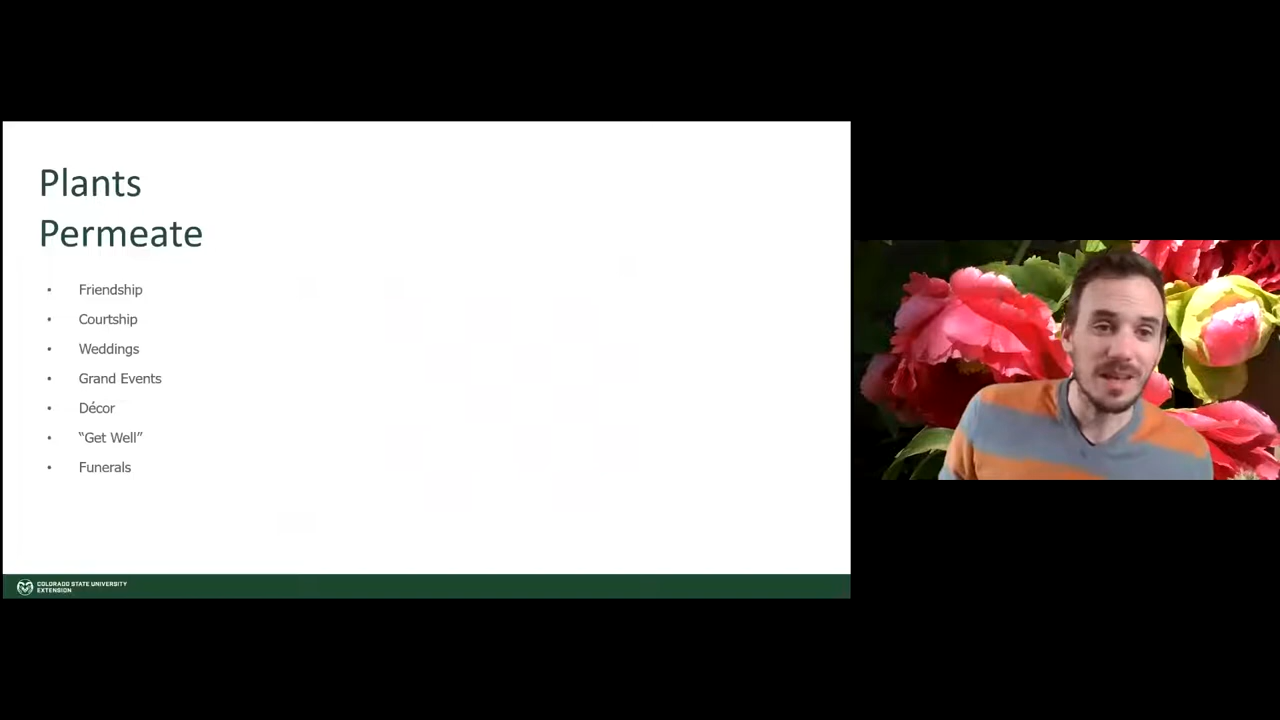 Plants
Permeate
• Friendship
• Courtship
• Weddings
• Grand Events
• Décor
• “Get Well”
• Funerals
COLORADO STATE UNIVERSITY
EXTENSION